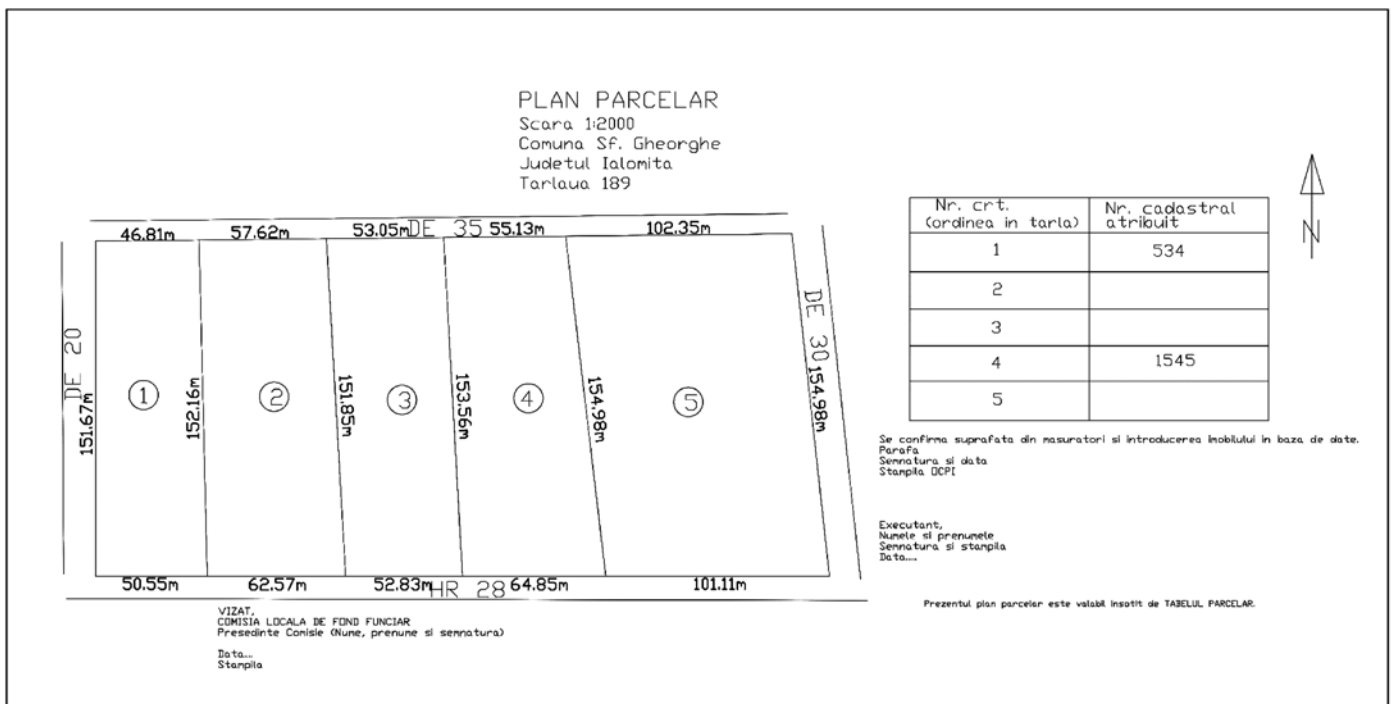 PLAN PARCELAR
Scara 1:2000
Comuna Sf. Gheorghe
Judetul Ialomita
Tarlaua 189
46.81m 57.62m 53.05m DE 35 55.13m 102.35m
DE 20
151.67m
1
152.16m
2
151.85m
3
153.56m
4
154.98m
5
DE 30
154.98m
50.55m 62.57m 52.83m HR 28 64.85m 101.11m
VIZAT,
COMISIA LOCALA DE FOND FUNCIAR
Presedinte Comisie (Nume, prenume si semnatura)
Data...
Stampila
Nr. crt. Nr. cadastral
(ordinea in tarla) atribuit
1 534
2
3
4 1545
5
N
Se confirma suprafata din masuratori si introducerea imobilului in baza de date.
Parafa
Semnatura si data
Stampila OCPI
Executant,
Numele si prenumele
Semnatura si stampila
Data....
Prezentul plan parcelar este valabil insotit de TABELUL PARCELAR.